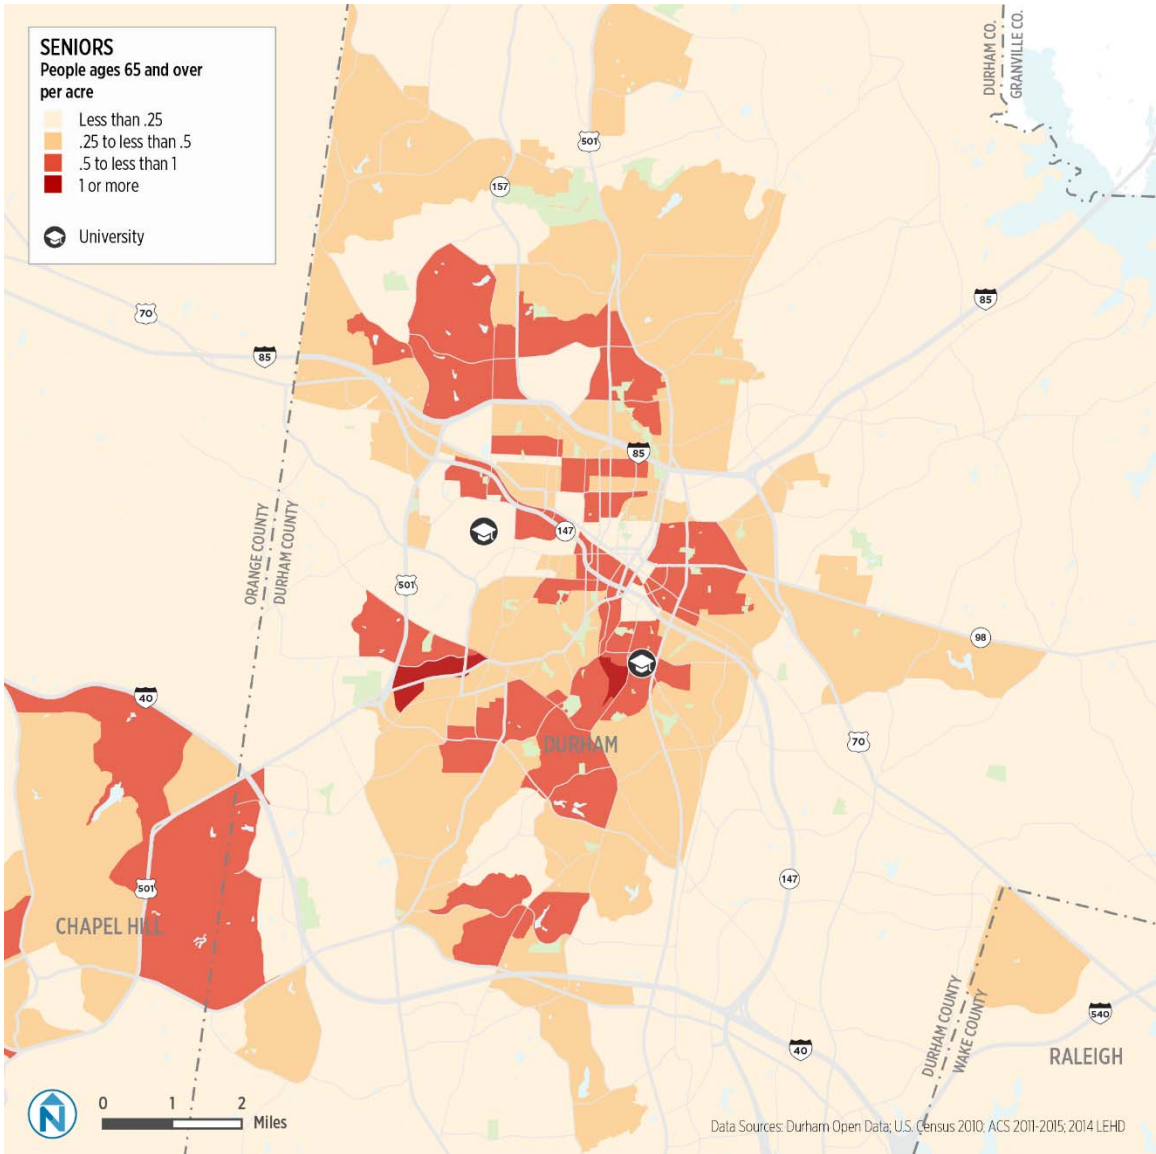 SENIORS
People ages 65 and over
per acre
Less than .25
.25 to less than .5
.5 to less than 1
1 or more
University
DURHAM CO.
GRANVILLE CO.
501
157
70
85
85
85
ORANGE COUNTY
DURHAM COUNTY
147
501
98
40
DURHAM
70
501
147
CHAPEL HILL
DURHAM COUNTY
WAKE COUNTY
540
40
RALEIGH
N
0 1 2
Miles
Data Sources: Durham Open Data; U.S. Census 2010; ACS 2011-2015; 2014 LEHD